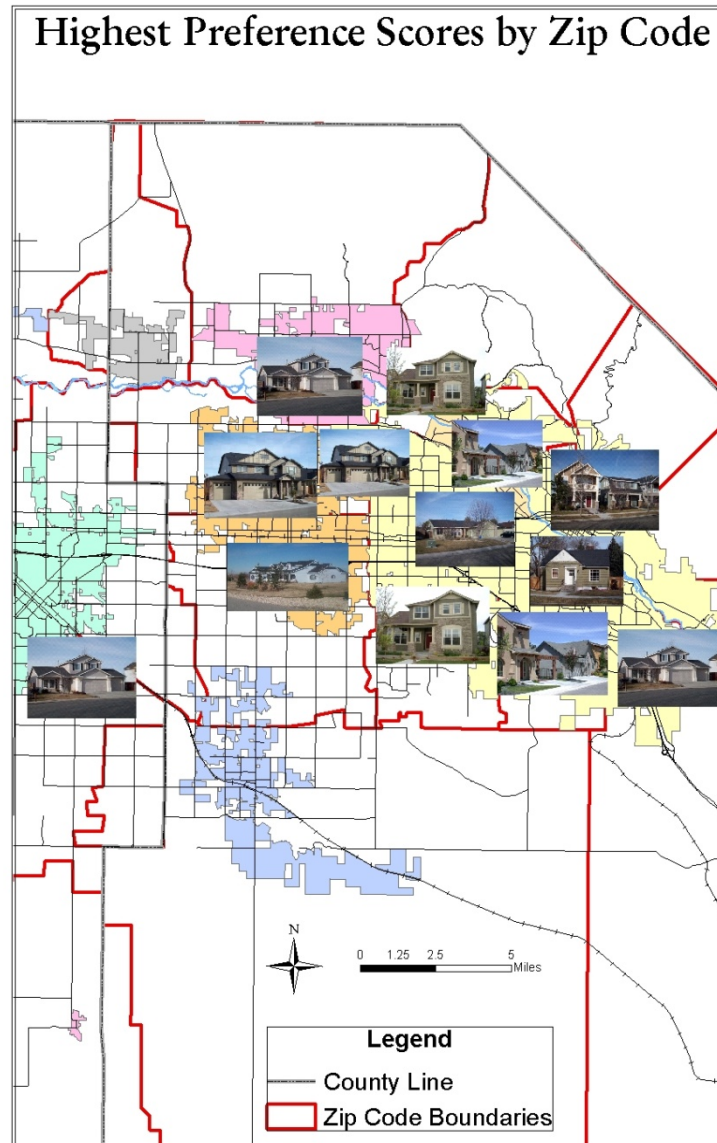 Highest Preference Scores by Zip Code
N
0 1.25 2.5 5
Miles
Legend
County Line
Zip Code Boundaries